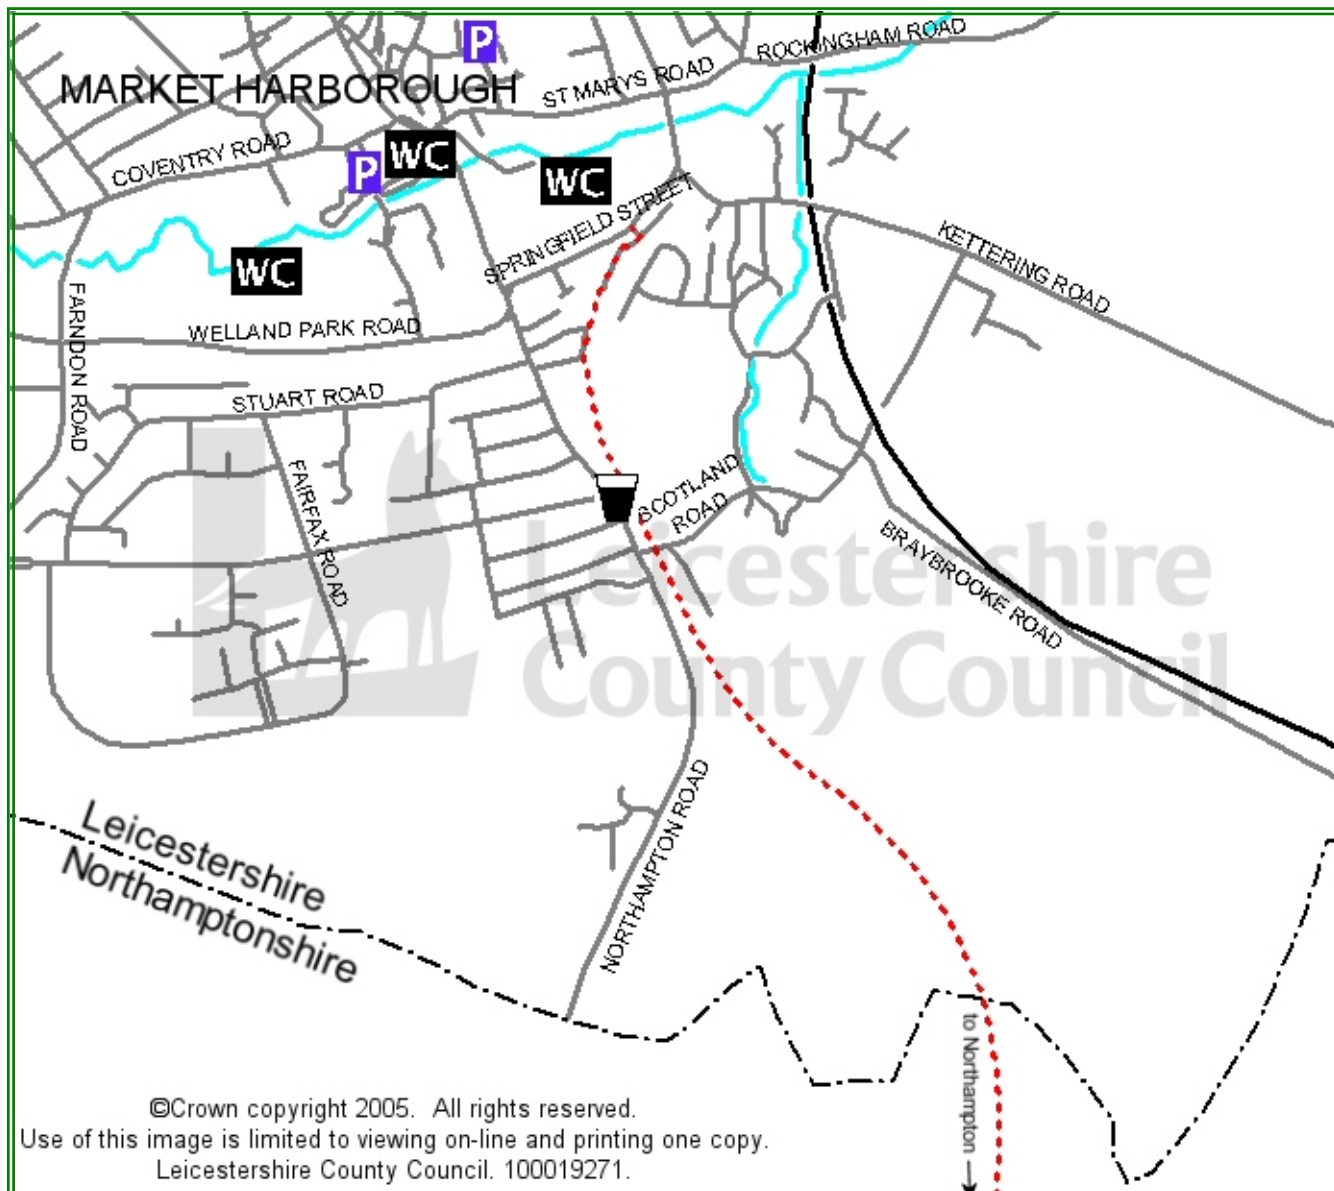 P
ROCKINGHAM ROAD
MARKET HARBOROUGH
ST MARYS ROAD
COVENTRY ROAD
P
WC
WC
SPRINGFIELD STREET
KETTERING ROAD
WC
FARNDON ROAD
WELLAND PARK ROAD
STUART ROAD
FAIRFAX ROAD
SCOTLAND
ROAD
BRAYBROOKE ROAD
Leicestershire
County Council
NORTHAMPTON ROAD
Leicestershire
Northamptonshire
to Northampton
©Crown copyright 2005. All rights reserved.
Use of this image is limited to viewing on-line and printing one copy.
Leicestershire County Council. 100019271.